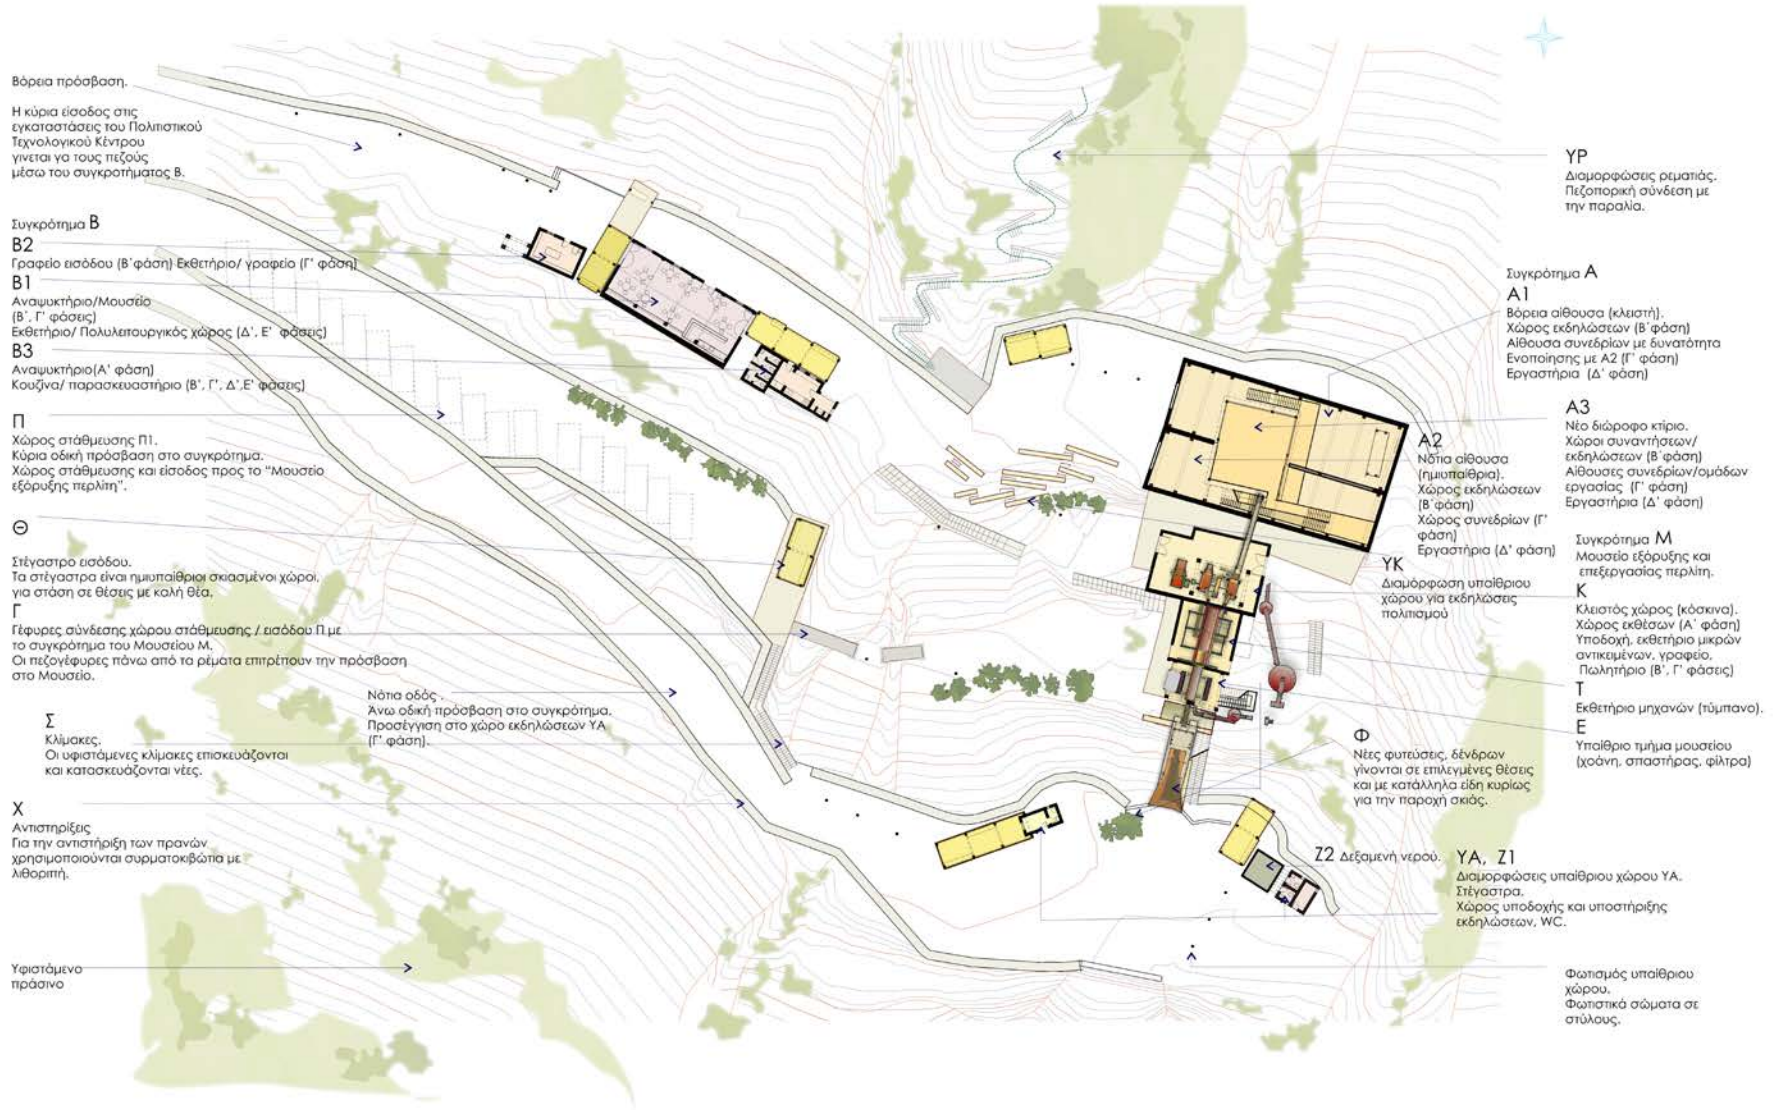 Βόρεια πρόσβαση.
Η κύρια είσοδος στις
εγκαταστάσεις του Πολιτιστικού
Τεχνολογικού Κέντρου
γινεται γα τους πεζούς
μέσω του συγκροτήματος Β.
Συγκρότημα Β
Β2
Γραφείο εισόδου (Β΄φάση) Εκθετήριο/ γραφείο (Γ' φάση)
Β1
Αναψυκτήριο/Μουσείο
(Β΄, Γ' φάσεις)
Εκθετήριο/ Πολυλειτουργικός χώρος (Δ', Ε' φάσεις)
Β3
Αναψυκτήριο(Α' φάση)
Κουζίνα/ παρασκευαστήριο (Β', Γ', Δ',Ε' φάσεις)
Π
Χώρος στάθμευσης Π1.
Κύρια οδική πρόσβαση στο συγκρότημα.
Χώρος στάθμευσης και είσοδος προς το "Μουσείο
εξόρυξης περλίτη".
Θ
Στέγαστρο εισόδου.
Τα στέγαστρα είναι ημιυπαίθριοι σκιασμένοι χώροι,
για στάση σε θέσεις με καλή θέα.
Γ
Γέφυρες σύνδεσης χώρου στάθμευσης / εισόδου Π με
το συγκρότημα του Μουσείου Μ.
Οι πεζογέφυρες πάνω από τα ρέματα επιτρέπουν την πρόσβαση
στο Μουσείο.
Σ
Κλίμακες.
Οι υφιστάμενες κλίμακες επισκευάζονται
και κατασκευάζονται νέες.
Νότια οδός .
Άνω οδική πρόσβαση στο συγκρότημα.
Προσέγγιση στο χώρο εκδηλώσεων ΥΑ
(Γ' φάση).
Χ
Αντιστηρίξεις
Για την αντιστήριξη των πρανών
χρησιμοποιούνται συρματοκιβώτια με
λιθοριπή.
Υφιστάμενο
πράσινο
ΥΡ
Διαμορφώσεις ρεματιάς.
Πεζοπορική σύνδεση με
την παραλία.
Συγκρότημα Α
Α1
Βόρεια αίθουσα (κλειστή).
Χώρος εκδηλώσεων (Β΄φάση)
Αίθουσα συνεδρίων με δυνατότητα
Ενοποίησης με Α2 (Γ' φάση)
Εργαστήρια (Δ' φάση)
Α3
Νέο διώροφο κτίριο.
Χώροι συναντήσεων/
εκδηλώσεων (Β΄φάση)
Αίθουσες συνεδρίων/ομάδων
εργασίας (Γ' φάση)
Εργαστήρια (Δ' φάση)
Α2
Νότια αίθουσα
(ημιυπαίθρια).
Χώρος εκδηλώσεων
(Β΄φάση)
Χώρος συνεδρίων (Γ'
φάση)
Εργαστήρια (Δ' φάση)
ΥΚ
Διαμόρφωση υπαίθριου
χώρου για εκδηλώσεις
πολιτισμού
Συγκρότημα Μ
Μουσείο εξόρυξης και
επεξεργασίας περλίτη.
Κ
Κλειστός χώρος (κόσκινα).
Χώρος εκθέσων (Α' φάση)
Υποδοχή, εκθετήριο μικρών
αντικειμένων, γραφείο,
Πωλητήριο (Β', Γ' φάσεις)
Τ
Εκθετήριο μηχανών (τύμπανο).
Ε
Υπαίθριο τμήμα μουσείου
(χοάνη, σπαστήρας, φίλτρα)
Φ
Νέες φυτεύσεις, δένδρων
γίνονται σε επιλεγμένες θέσεις
και με κατάλληλα είδη κυρίως
για την παροχή σκιάς.
Ζ2 Δεξαμενή νερού.
ΥΑ, Ζ1
Διαμορφώσεις υπαίθριου χώρου ΥΑ.
Στέγαστρα.
Χώρος υποδοχής και υποστήριξης
εκδηλώσεων, WC.
Φωτισμός υπαίθριου
χώρου.
Φωτιστικά σώματα σε
στύλους.